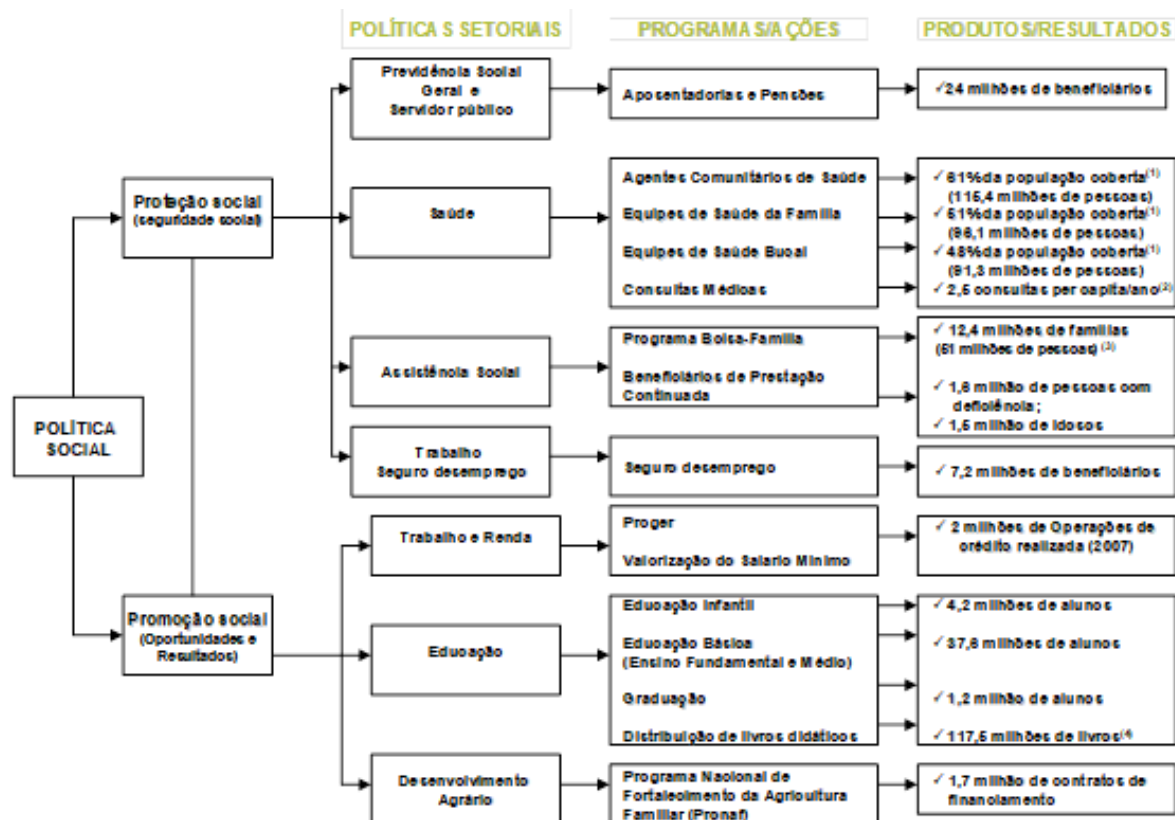 POLÍTICAS SETORIAIS
PROGRAMAS/AÇÕES
PRODUTOS/RESULTADOS
Previdência Social
Geral e
Servidor público
Aposentadorias e Pensões
✓24 milhões de beneficiários
Proteção social
(seguridade social)
Saúde
Agentes Comunitários de Saúde
✓ 61%da população coberta(1)
(115,4 milhões de pessoas)
Equipes de Saúde da Família
✓ 51%da população coberta(1)
(96,1 milhões de pessoas)
Equipes de Saúde Bucal
✓ 48%da população coberta(1)
(91,3 milhões de pessoas)
Consultas Médicas
✓ 2,5 consultas per capita/ano(2)
Assistência Social
Programa Bolsa-Família
✓ 12,4 milhões de famílias
(51 milhões de pessoas) (3)
Beneficiários de Prestação
Continuada
✓ 1,6 milhão de pessoas com
deficiência;
✓ 1,5 milhão de idosos
POLÍTICA
SOCIAL
Trabalho
Seguro desemprego
Seguro desemprego
✓ 7,2 milhões de beneficiários
Trabalho e Renda
Proger
Valorização do Salario Mínimo
✓ 2 milhões de Operações de
crédito realizada (2007)
Promoção social
(Oportunidades e
Resultados)
Educação
Educação Infantil
✓ 4,2 milhões de alunos
Educação Básica
(Ensino Fundamental e Médio)
✓ 37,6 milhões de alunos
Graduação
✓ 1,2 milhão de alunos
Distribuição de livros didáticos
✓ 117,5 milhões de livros(4)
Desenvolvimento
Agrário
Programa Nacional de
Fortalecimento da Agricultura
Familiar (Pronaf)
✓ 1,7 milhão de contratos de
financiamento